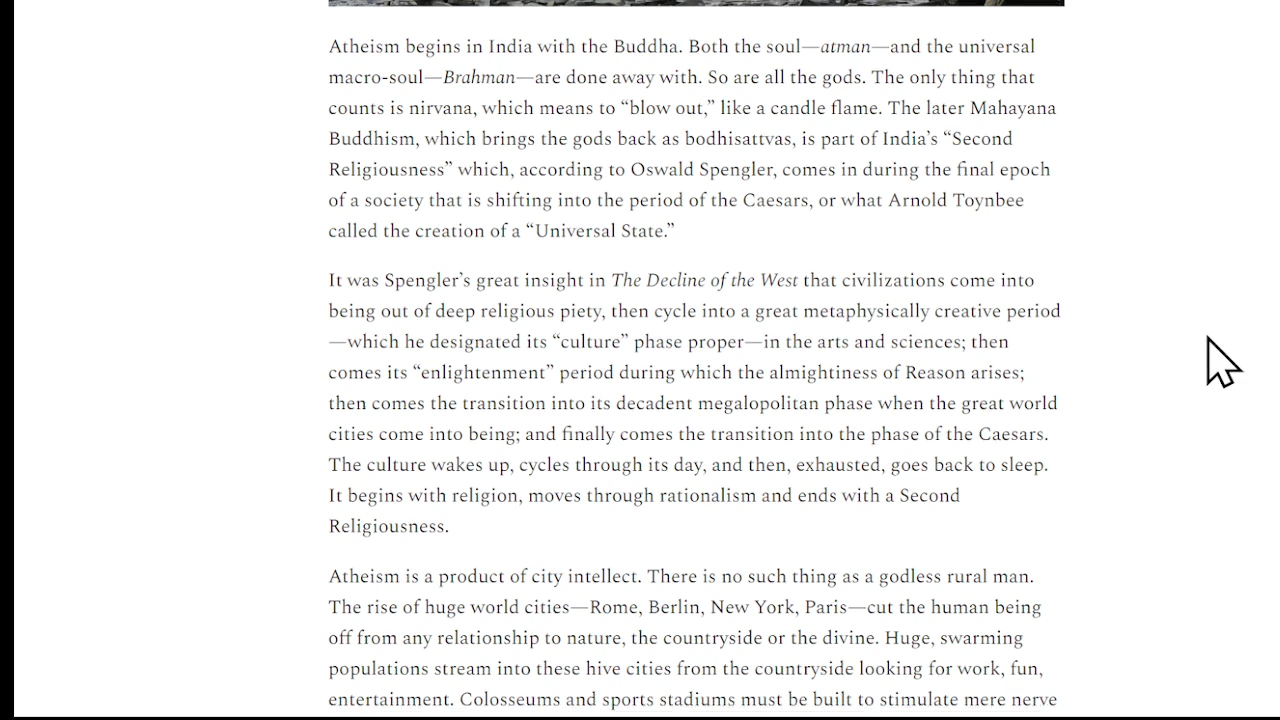 Atheism begins in India with the Buddha. Both the soul—atman—and the universal
macro-soul—Brahman—are done away with. So are all the gods. The only thing that
counts is nirvana, which means to “blow out,” like a candle flame. The later Mahayana
Buddhism, which brings the gods back as bodhisattvas, is part of India’s “Second
Religiousness” which, according to Oswald Spengler, comes in during the final epoch
of a society that is shifting into the period of the Caesars, or what Arnold Toynbee
called the creation of a “Universal State.”
It was Spengler’s great insight in The Decline of the West that civilizations come into
being out of deep religious piety, then cycle into a great metaphysically creative period
—which he designated its “culture” phase proper—in the arts and sciences; then
comes its “enlightenment” period during which the almightiness of Reason arises;
then comes the transition into its decadent megalopolitan phase when the great world
cities come into being; and finally comes the transition into the phase of the Caesars.
The culture wakes up, cycles through its day, and then, exhausted, goes back to sleep.
It begins with religion, moves through rationalism and ends with a Second
Religiousness.
Atheism is a product of city intellect. There is no such thing as a godless rural man.
The rise of huge world cities—Rome, Berlin, New York, Paris—cut the human being
off from any relationship to nature, the countryside or the divine. Huge, swarming
populations stream into these hive cities from the countryside looking for work, fun,
entertainment. Colosseums and sports stadiums must be built to stimulate mere nerve